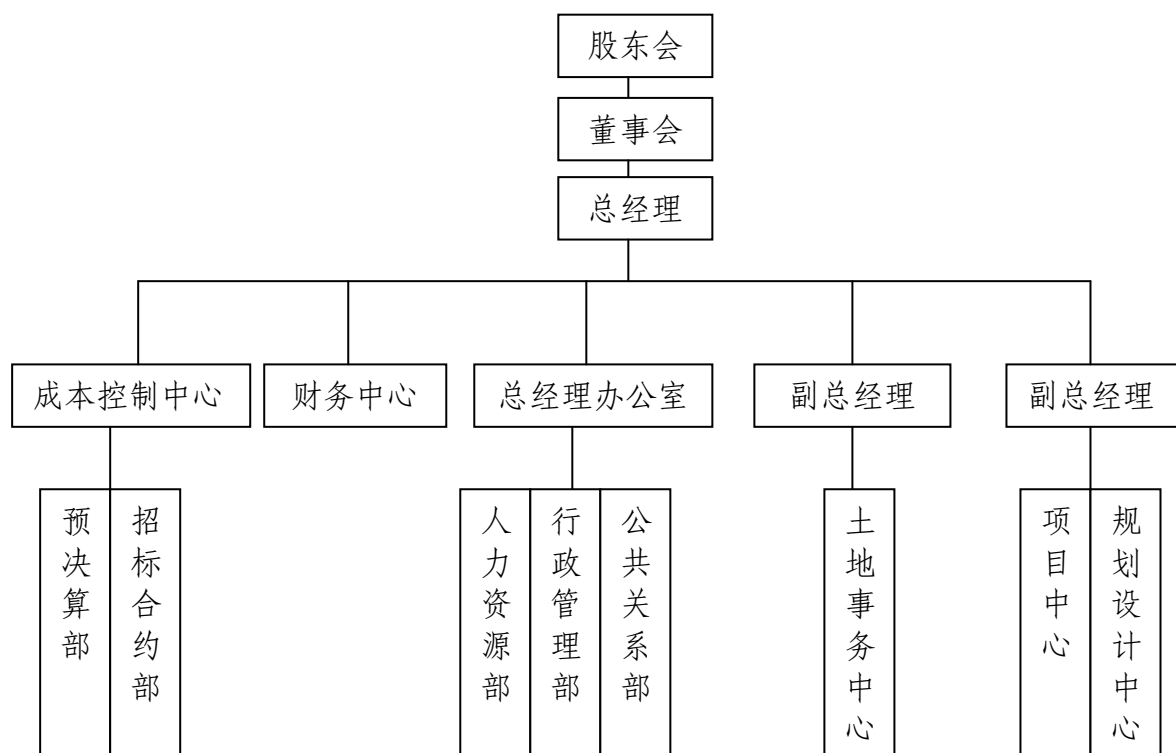 股东会
董事会
总经理
成本控制中心
财务中心
总经理办公室
副总经理
副总经理
预决算部
招标合约部
人力资源部
行政管理部
公共关系部
土地事务中心
项目中心
规划设计中心